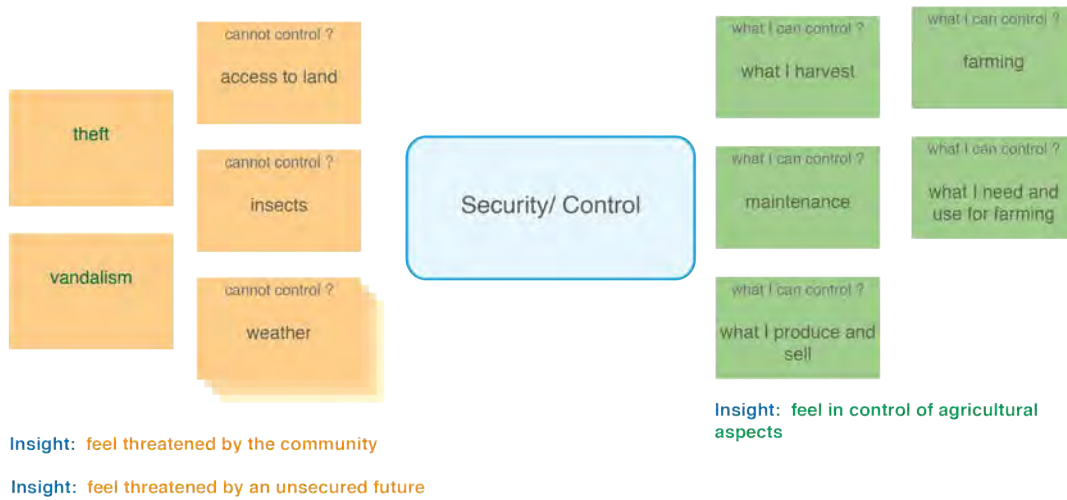 theft
vandalism
cannot control ?
access to land
cannot control ?
insects
cannot control ?
weather
Insight: feel threatened by the community
Insight: feel threatened by an unsecured future
Security/ Control
what I can control ?
what I harvest
what I can control ?
maintenance
what I can control ?
what I produce and
sell
what I can control ?
farming
what I can control ?
what I need and
use for farming
Insight: feel in control of agricultural
aspects